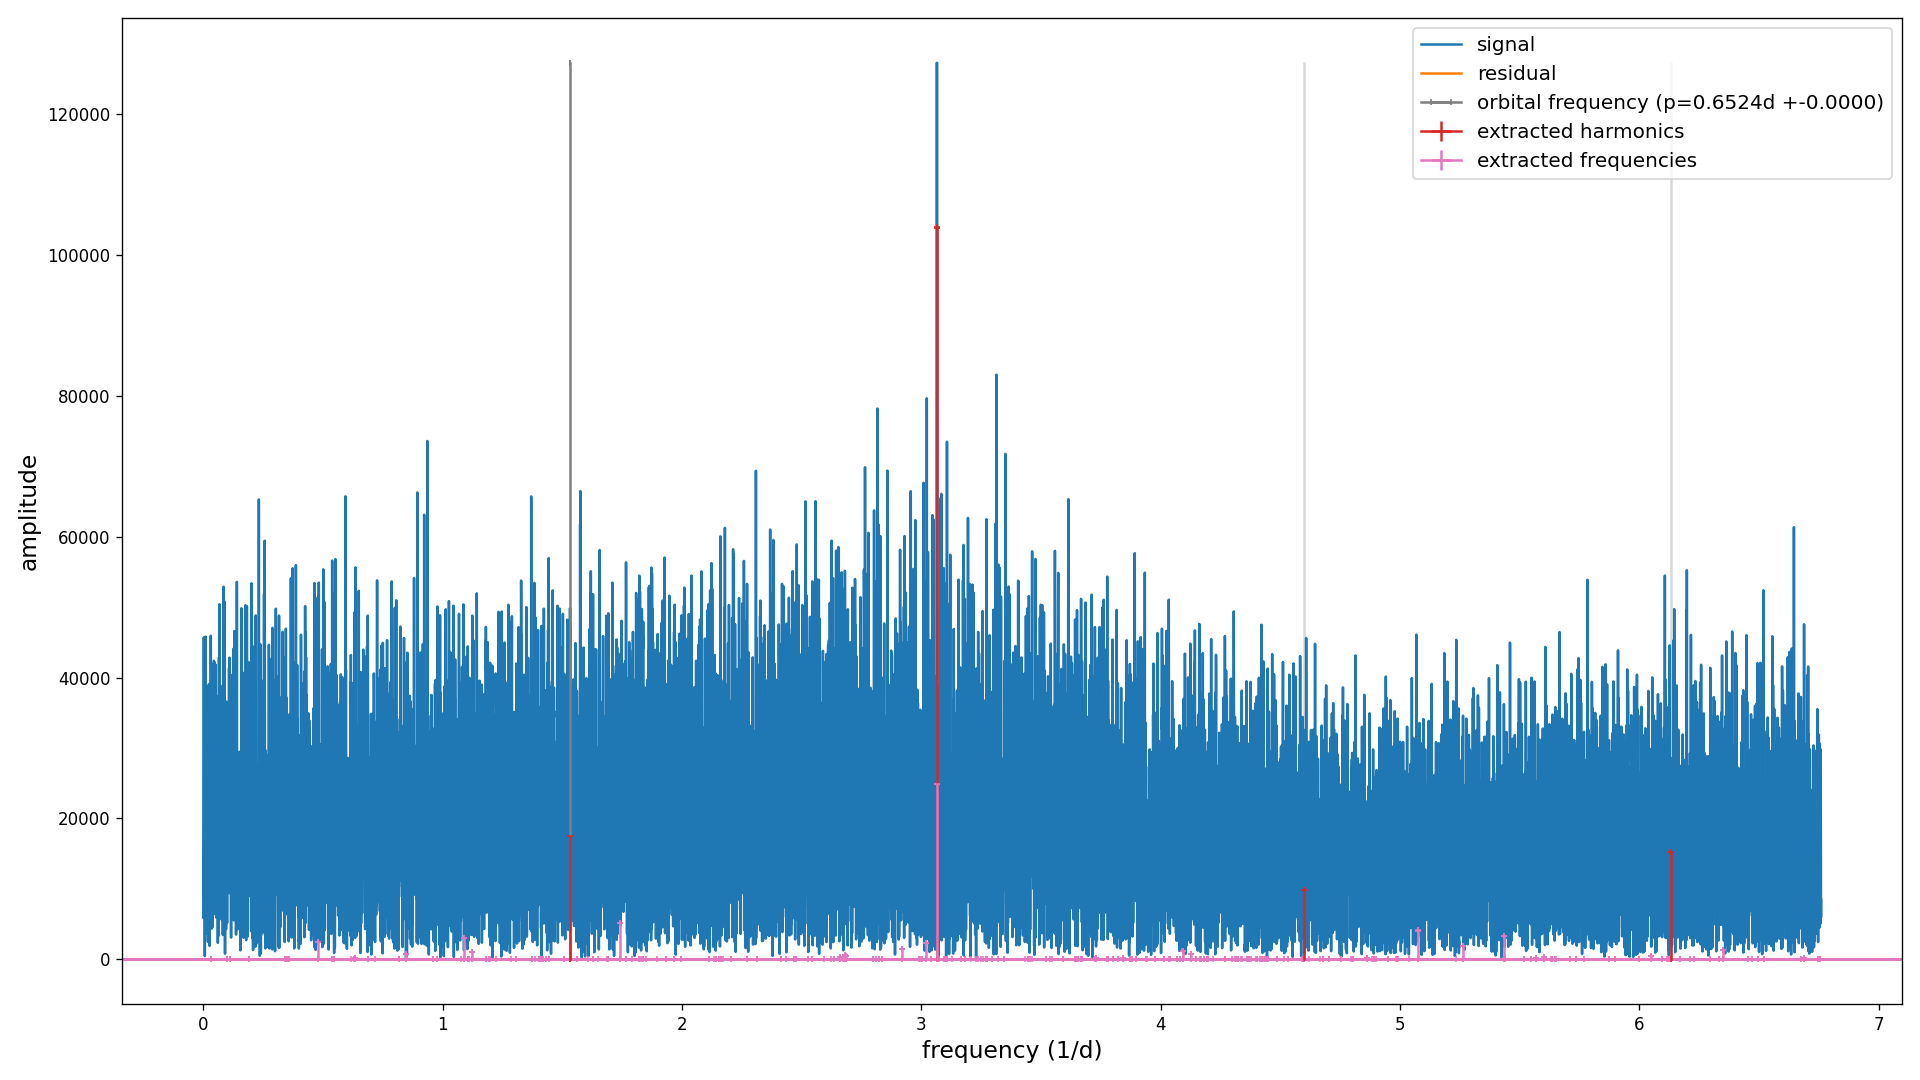 signal
residual
orbital frequency (p=0.6524d +-0.0000)
extracted harmonics
extracted frequencies
120000
100000
80000
60000
40000
20000
0
amplitude
0 1 2 3 4 5 6 7
frequency (1/d)